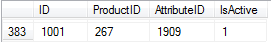 ID ProductID AttributeID IsActive
383 1001 267 1909 1